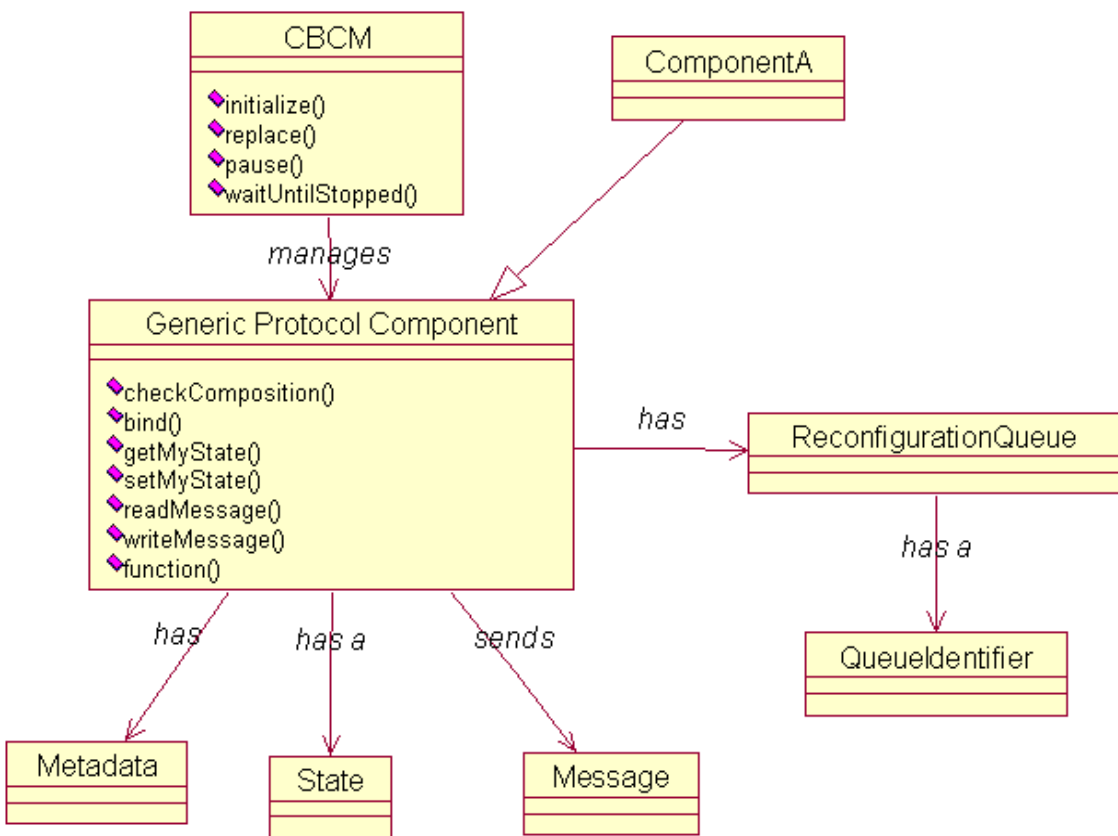 CBCM
initialize()
replace()
pause()
waitUntilStopped()
ComponentA
manages
Generic Protocol Component
checkComposition()
bind()
getMyState()
setMyState()
readMessage()
writeMessage()
function()
has
ReconfigurationQueue
has a
QueueIdentifier
has
has a
sends
Metadata
State
Message